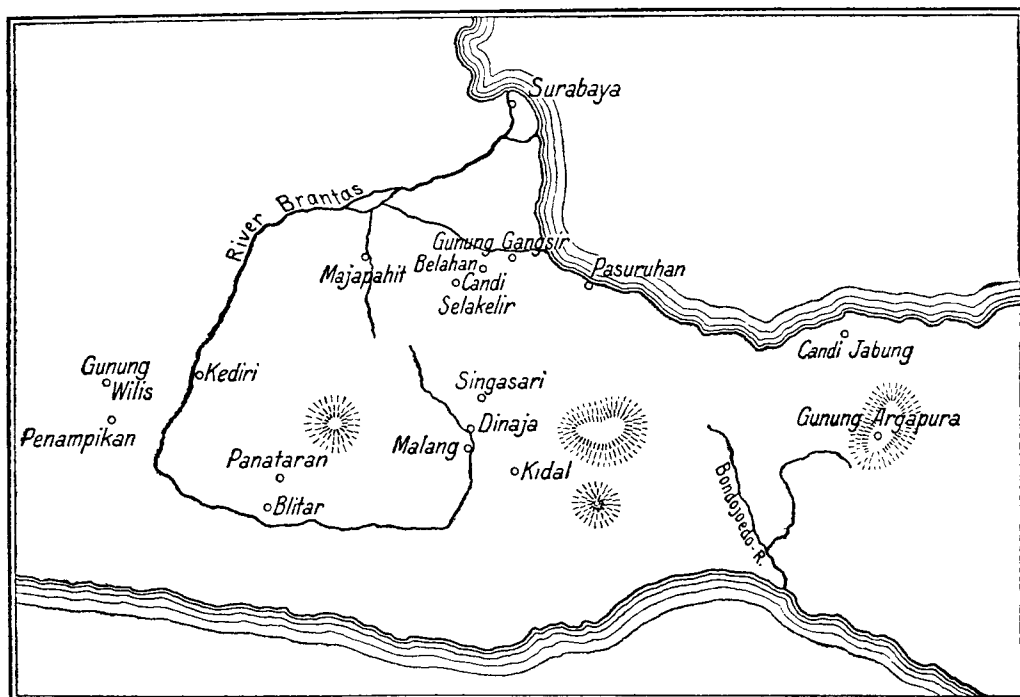 Surabaya
River Brantas
Gunung Gangsir
Belahan
Majapahit
Candi
Selakelir
Pasuruhan
Candi Jabung
Gunung
Wilis
Kediri
Singasari
Penampikan
Dinaja
Gunung Argapura
Malang
Panataran
Kidal
Blitar
Bondojoedo-R.